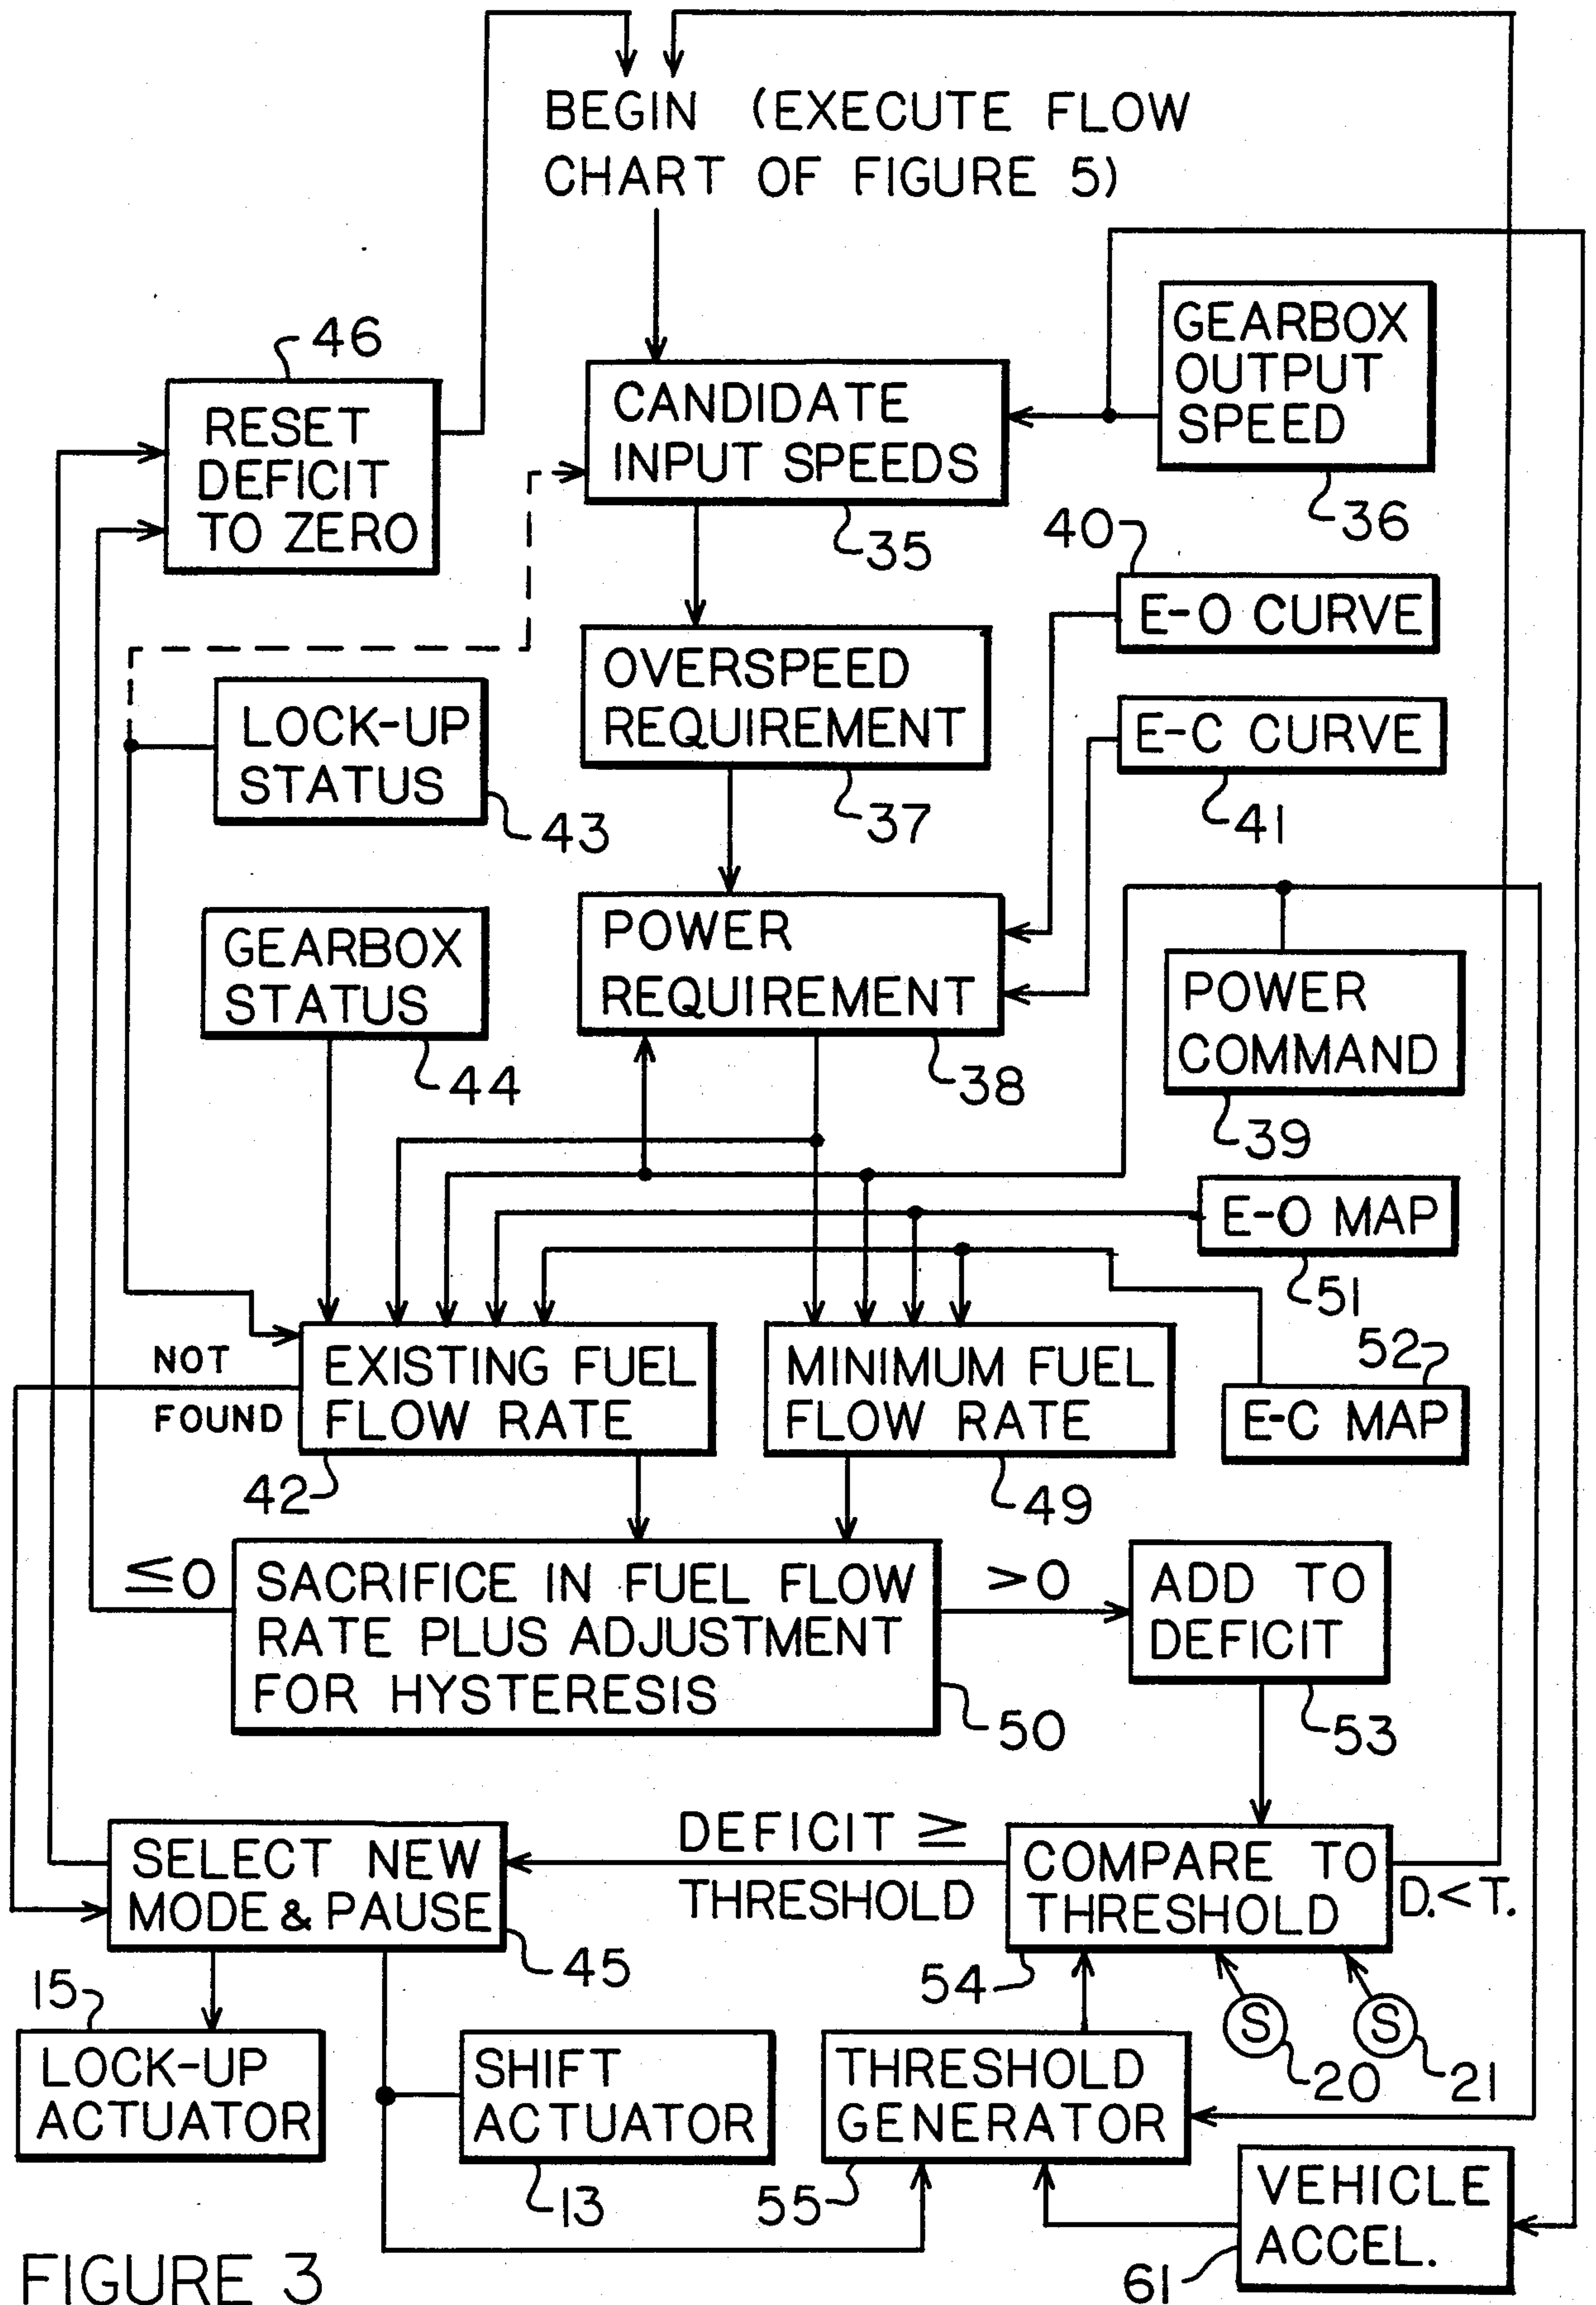 BEGIN (EXECUTE FLOW
CHART OF FIGURE 5)
GEARBOX
OUTPUT
SPEED
36
46
RESET
DEFICIT
TO ZERO
CANDIDATE
INPUT SPEEDS
35
40
E-O CURVE
OVERSPEED
REQUIREMENT
37
E-C CURVE
41
LOCK-UP
STATUS
43
GEARBOX
STATUS
44
POWER
REQUIREMENT
38
POWER
COMMAND
39
E-O MAP
51
52
E-C MAP
NOT
FOUND
EXISTING FUEL
FLOW RATE
42
MINIMUM FUEL
FLOW RATE
49
≤0
SACRIFICE IN FUEL FLOW
RATE PLUS ADJUSTMENT
FOR HYSTERESIS
50
>0
ADD TO
DEFICIT
53
SELECT NEW
MODE & PAUSE
45
DEFICIT ≥
THRESHOLD
COMPARE TO
THRESHOLD
54
D.<T.
S
20
S
21
15
LOCK-UP
ACTUATOR
SHIFT
ACTUATOR
13
THRESHOLD
GENERATOR
55
VEHICLE
ACCEL.
61
FIGURE 3